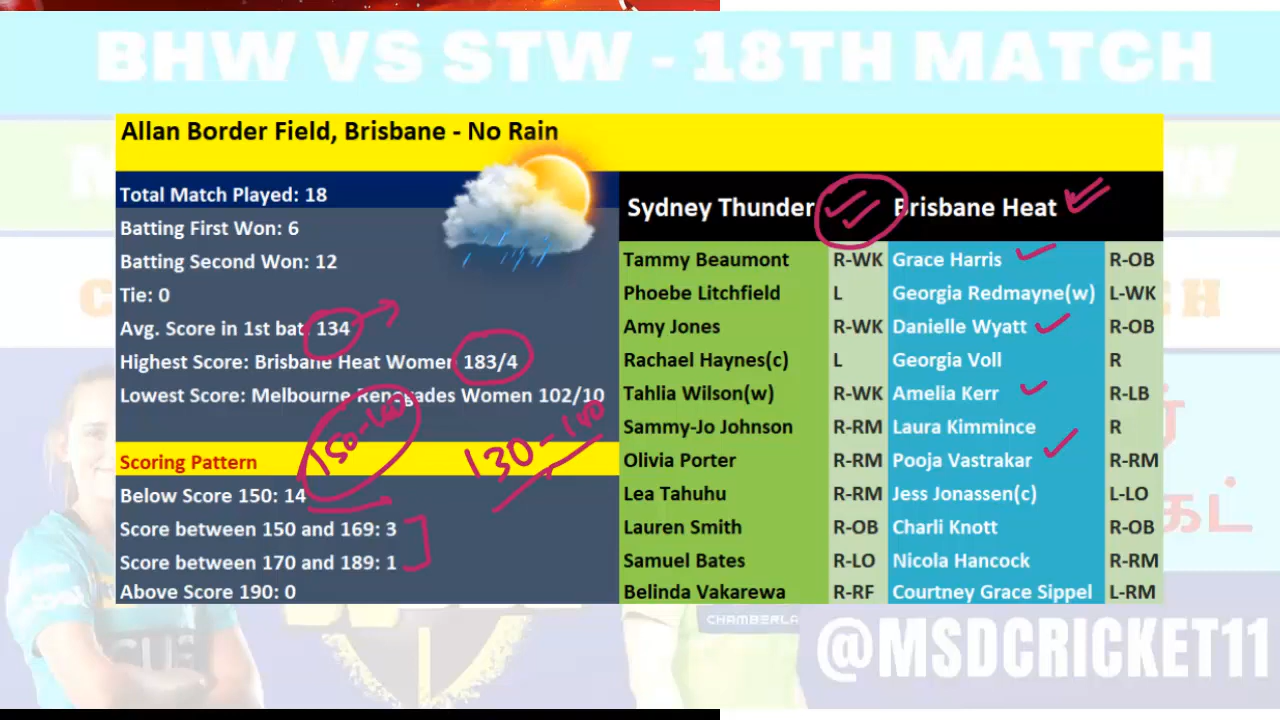 BHW VS STW - 18TH MATCH
Allan Border Field, Brisbane - No Rain
Total Match Played: 18
Batting First Won: 6
Batting Second Won: 12
Tie: 0
Avg. Score in 1st bat: 134
Highest Score: Brisbane Heat Women 183/4
Lowest Score: Melbourne Renegades Women 102/10
150-160
130-140
Scoring Pattern
Below Score 150: 14
Score between 150 and 169: 3
Score between 170 and 189: 1
Above Score 190: 0
Sydney Thunder Brisbane Heat
Tammy Beaumont R-WK Grace Harris R-OB
Phoebe Litchfield L Georgia Redmayne(w) L-WK
Amy Jones R-WK Danielle Wyatt R-OB
Rachael Haynes(c) L Georgia Voll R
Tahlia Wilson(w) R-WK Amelia Kerr R-LB
Sammy-Jo Johnson R-RM Laura Kimmince R
Olivia Porter R-RM Pooja Vastrakar R-RM
Lea Tahuhu R-RM Jess Jonassen(c) L-LO
Lauren Smith R-OB Charli Knott R-OB
Samuel Bates R-LO Nicola Hancock R-RM
Belinda Vakarewa R-RF Courtney Grace Sippel L-RM
CHAMBERLA
@MSDCRICKET11